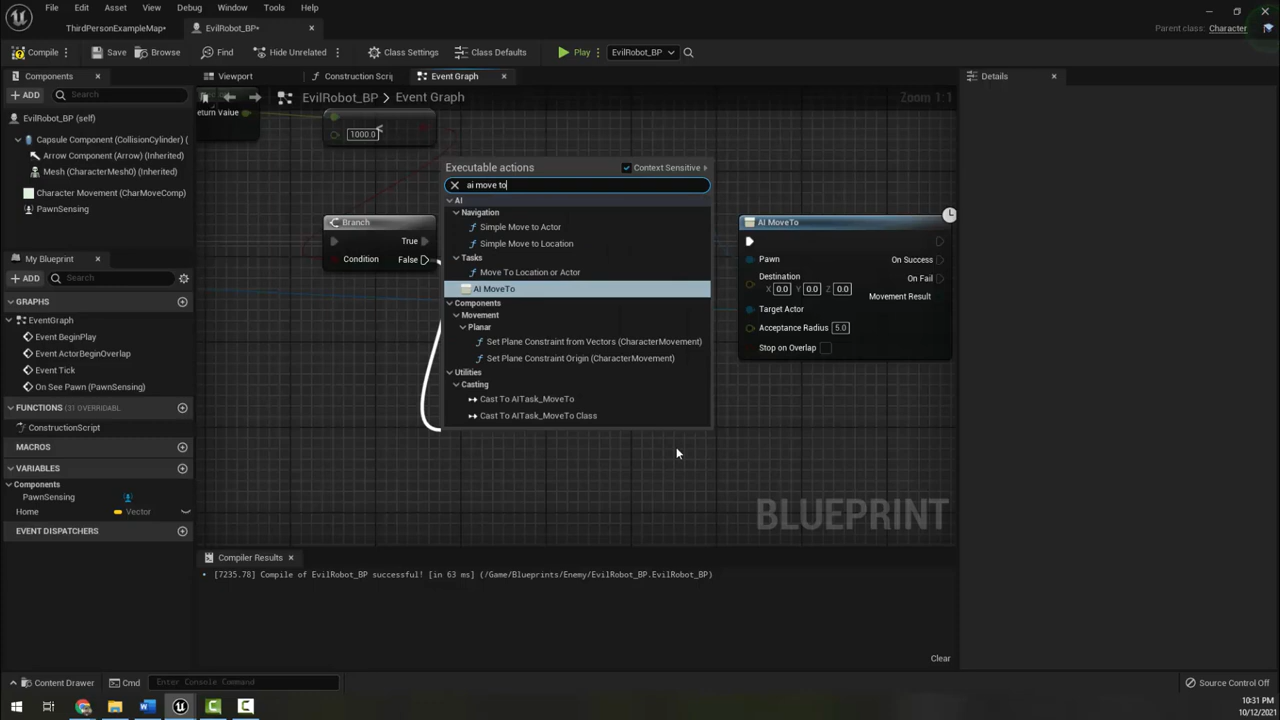 File Edit Asset View Debug Window Tools Help
ThirdPersonExampleMap* EvilRobot_BP*
Parent class: Character
Compile Save Browse Find Hide Unrelated Class Settings Class Defaults Play EvilRobot_BP
Components Viewport Construction Scrip Event Graph Details
ADD Search
EvilRobot_BP > Event Graph Zoom 1:1
EvilRobot_BP (self)
Capsule Component (CollisionCylinder) (Inherited)
Arrow Component (Arrow) (Inherited)
Mesh (CharacterMesh0) (Inherited)
Character Movement (CharMoveComp)
PawnSensing
My Blueprint
ADD Search
GRAPHS
EventGraph
Event BeginPlay
Event ActorBeginOverlap
Event Tick
On See Pawn (PawnSensing)
FUNCTIONS (31 OVERRIDABL
ConstructionScript
MACROS
VARIABLES
Components
PawnSensing
Home Vector
EVENT DISPATCHERS
eturn Value
1000.0 <
Branch
True
Condition False
Executable actions Context Sensitive
ai move to
AI
Navigation
Simple Move to Actor
Simple Move to Location
Tasks
Move To Location or Actor
AI MoveTo
Components
Movement
Planar
Set Plane Constraint from Vectors (CharacterMovement)
Set Plane Constraint Origin (CharacterMovement)
Utilities
Casting
Cast To AITask_MoveTo
Cast To AITask_MoveTo Class
AI MoveTo
Pawn On Success
Destination On Fail
X 0.0 Y 0.0 Z 0.0
Movement Result
Target Actor
Acceptance Radius 5.0
Stop on Overlap
BLUEPRINT
Compiler Results
[7235.78] Compile of EvilRobot_BP successful! [in 63 ms] (/Game/Blueprints/Enemy/EvilRobot_BP.EvilRobot_BP)
Clear
Content Drawer Cmd Enter Console Command Source Control Off
10:31 PM
10/12/2021